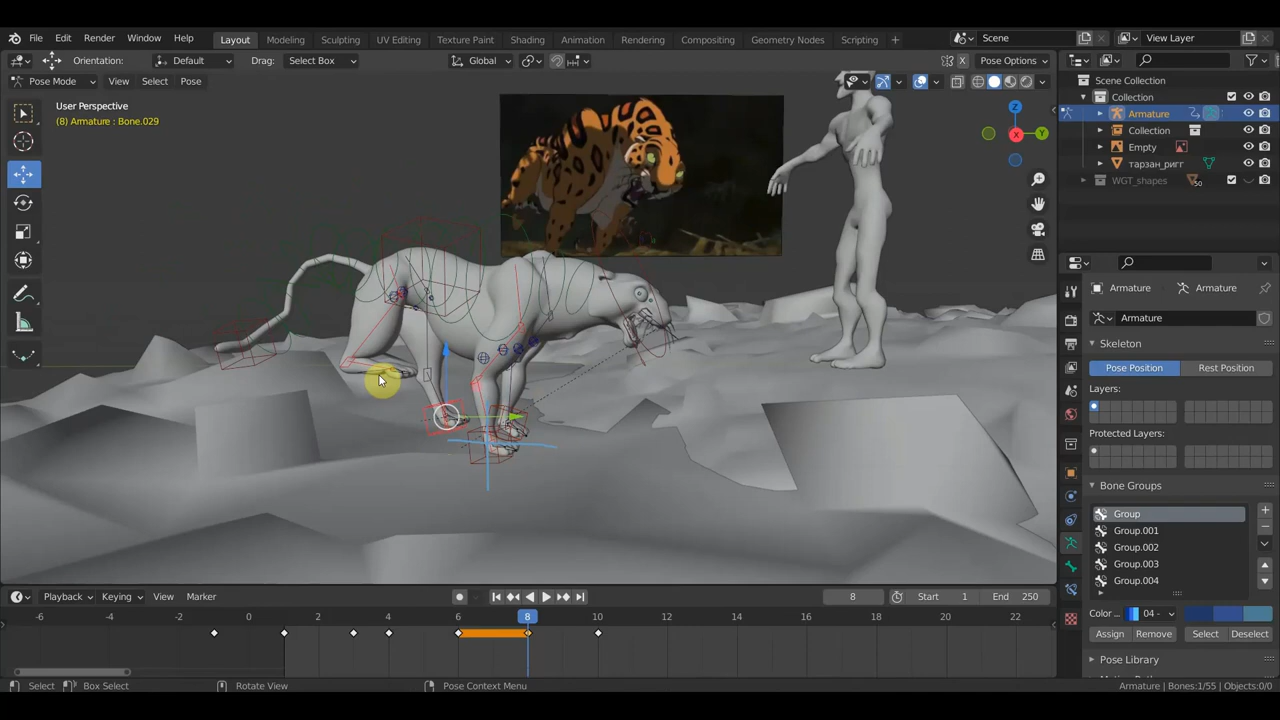 File Edit Render Window Help Layout Modeling Sculpting UV Editing Texture Paint Shading Animation Rendering Compositing Geometry Nodes Scripting + Scene View Layer
Orientation: Default Drag: Select Box Global X Pose Options
Pose Mode View Select Pose
User Perspective
(8) Armature : Bone.029
Z
Y
X
Scene Collection
Collection
Armature
Collection
Empty
тарзан_ригг
WGT_shapes 50
Armature Armature
Armature
Skeleton
Pose Position Rest Position
Layers:
Protected Layers:
Bone Groups
Group
Group.001
Group.002
Group.003
Group.004
Color ... 04 -
Assign Remove Select Deselect
Pose Library
Playback Keying View Marker 8 Start 1 End 250
-6 -4 -2 2 4 6 8 10 12 14 16 18 20 22
Select Box Select Rotate View Pose Context Menu Armature | Bones:1/55 | Objects:0/0